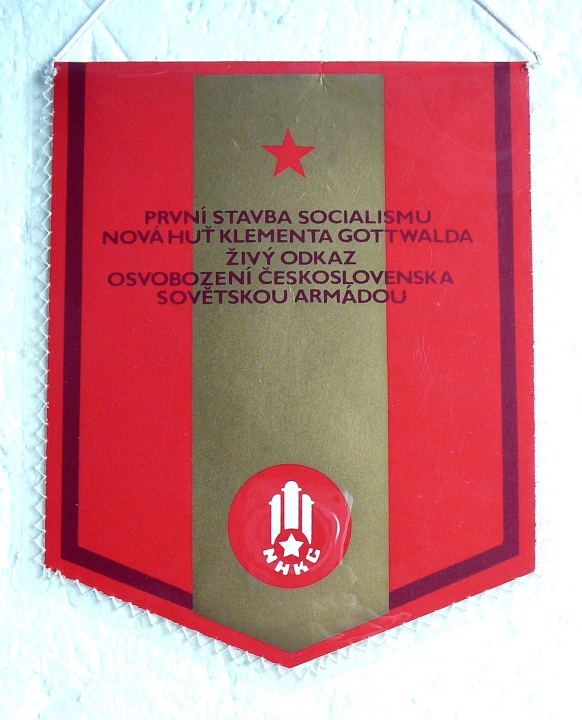 PRVNÍ STAVBA SOCIALISMU
NOVÁ HUŤ KLEMENTA GOTTWALDA
ŽIVÝ ODKAZ
OSVOBOZENÍ ČESKOSLOVENSKA
SOVĚTSKOU ARMÁDOU
NHKG